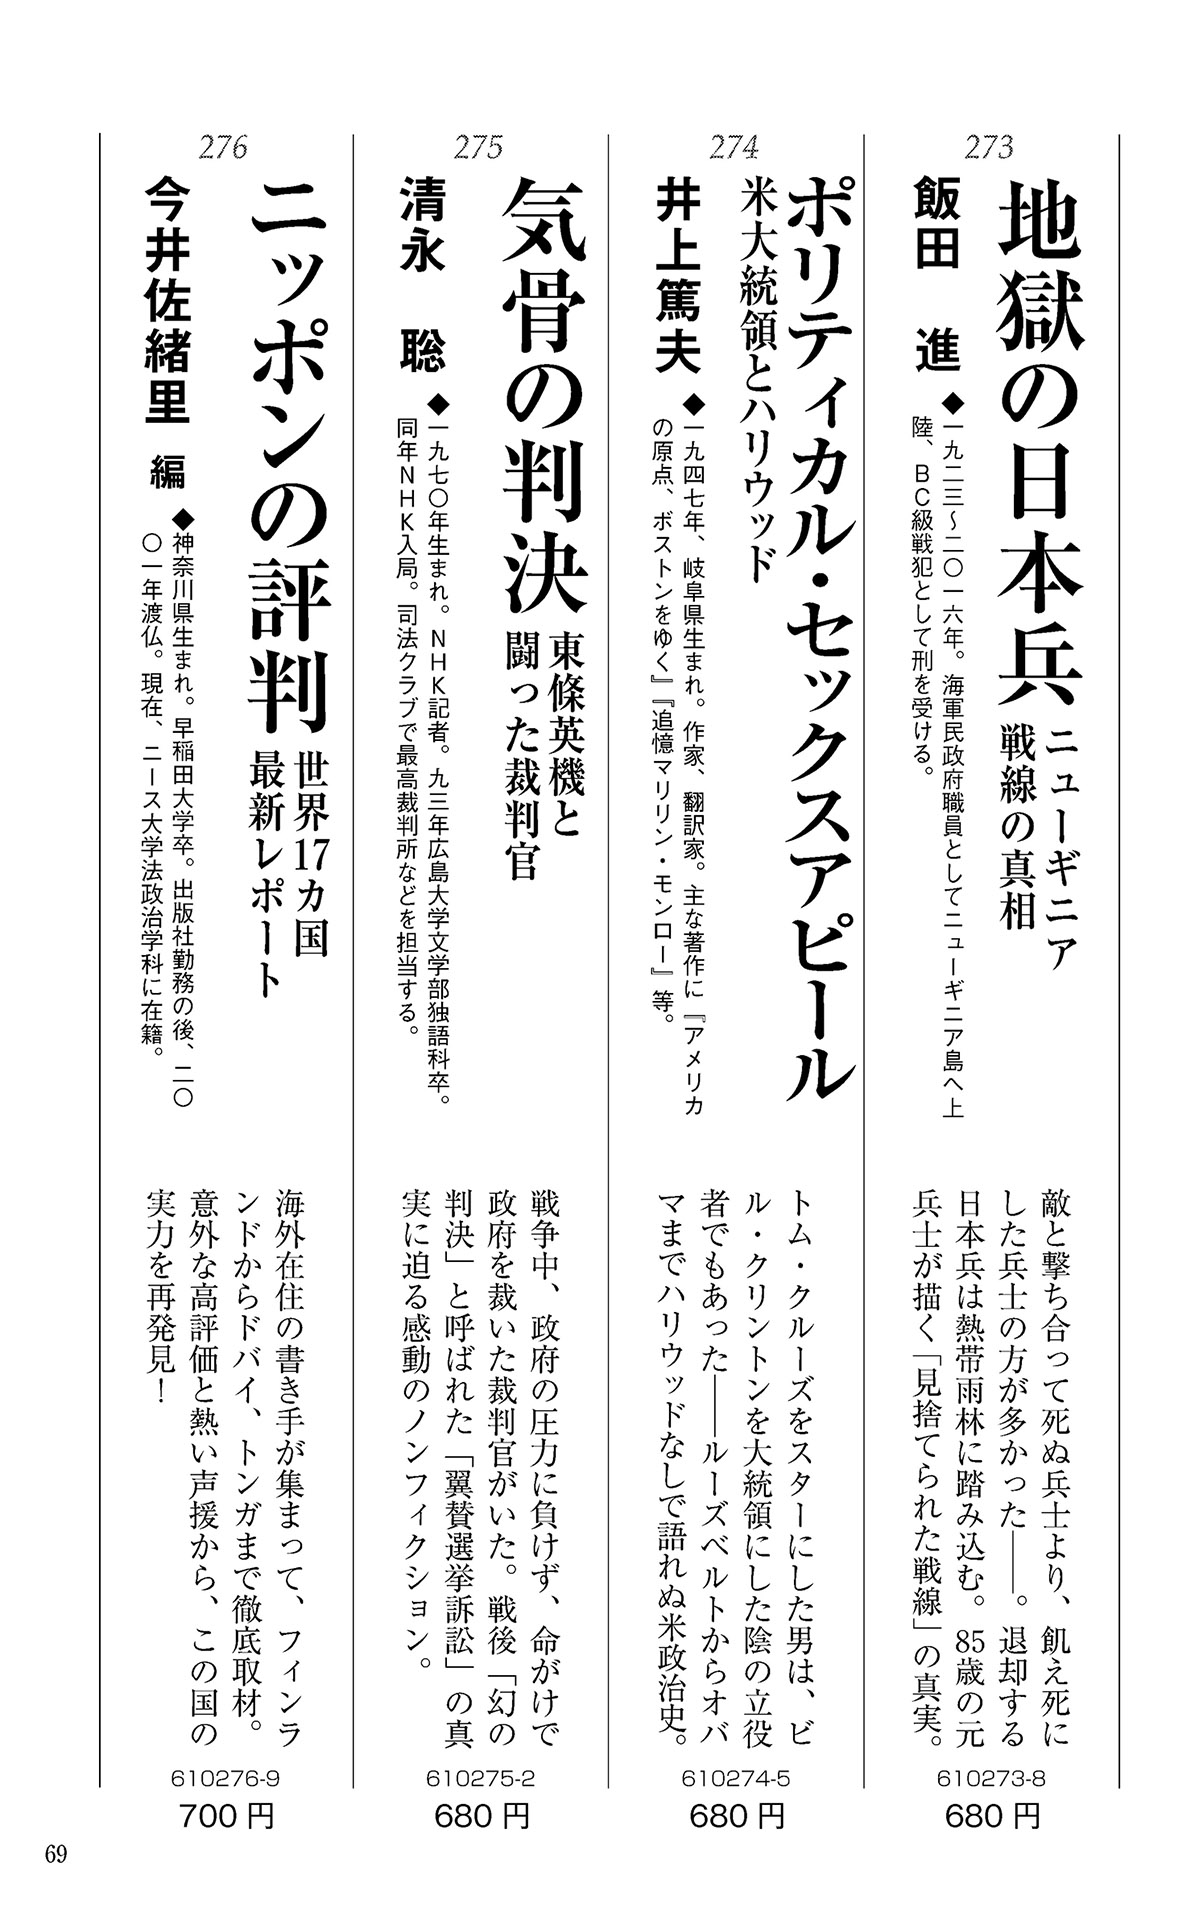 273
地獄の日本兵
ニューギニア
戦線の真相
飯田　進
◆一九二三～二〇一六年。海軍民政府職員としてニューギニア島へ上
陸、BC級戦犯として刑を受ける。
敵と撃ち合って死ぬ兵士より、飢え死に
した兵士の方が多かった――。退却する
日本兵は熱帯雨林に踏み込む。85歳の元
兵士が描く「見捨てられた戦線」の真実。
610273-8
680円
274
ポリティカル・セックスアピール
米大統領とハリウッド
井上篤夫
◆一九四七年、岐阜県生まれ。作家、翻訳家。主な著作に『アメリカ
の原点、ボストンをゆく』『追憶マリリン・モンロー』等。
トム・クルーズをスターにした男は、ビ
ル・クリントンを大統領にした陰の立役
者でもあった――ルーズベルトからオバ
マまでハリウッドなしで語れぬ米政治史。
610274-5
680円
275
気骨の判決
東條英機と
闘った裁判官
清永　聡
◆一九七〇年生まれ。NHK記者。九三年広島大学文学部独語科卒。
同年NHK入局。司法クラブで最高裁判所などを担当する。
戦争中、政府の圧力に負けず、命がけで
政府を裁いた裁判官がいた。戦後「幻の
判決」と呼ばれた「翼賛選挙訴訟」の真
実に迫る感動のノンフィクション。
610275-2
680円
276
ニッポンの評判
世界17カ国
最新レポート
今井佐緒里　編
◆神奈川県生まれ。早稲田大学卒。出版社勤務の後、二〇
〇一年渡仏。現在、ニース大学法政治学科に在籍。
海外在住の書き手が集まって、フィンラ
ンドからドバイ、トンガまで徹底取材。
意外な高評価と熱い声援から、この国の
実力を再発見！
610276-9
700円
69